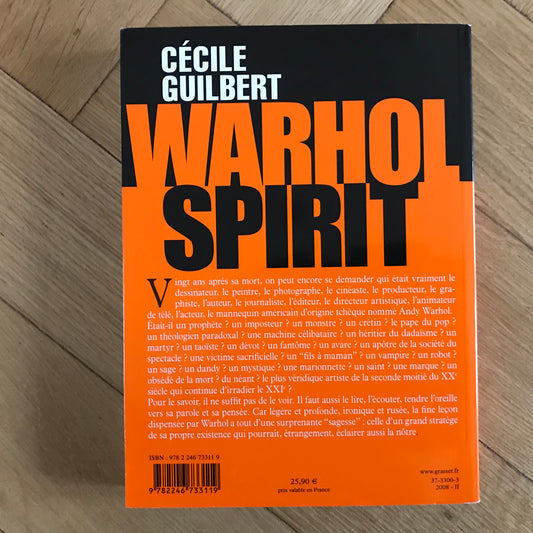 CÉCILE
GUILBERT
WARHOL
SPIRIT
Vingt ans après sa mort, on peut encore se demander qui était vraiment le
dessinateur, le peintre, le photographe, le cinéaste, le producteur, le gra-
phiste, l'auteur, le journaliste, l'éditeur, le directeur artistique, l'animateur
de télé, l'acteur, le mannequin américain d'origine tchèque nommé Andy Warhol.
Était-il un prophète ? un imposteur ? un monstre ? un crétin ? le pape du pop ?
un théologien paradoxal ? une machine célibataire ? un héritier du dadaïsme ? un
martyr ? un taoïste ? un dévot ? un fantôme ? un avare ? un apôtre de la société du
spectacle ? une victime sacrificielle ? un "fils à maman" ? un vampire ? un robot ?
un sage ? un dandy ? un mystique ? une marionnette ? un saint ? une marque ? un
obsédé de la mort ? du néant ? le plus véridique artiste de la seconde moitié du XXe
siècle qui continue d'irradier le XXIe ?
Pour le savoir, il ne suffit pas de le voir. Il faut aussi le lire, l'écouter, tendre l'oreille
vers sa parole et sa pensée. Car légère et profonde, ironique et rusée, la fine leçon
dispensée par Warhol a tout d'une surprenante "sagesse" : celle d'un grand stratège
de sa propre existence qui pourrait, étrangement, éclairer aussi la nôtre.
ISBN : 978 2 246 73311 9
9 782246 733119
25,90 €
prix valable en France
www.grasset.fr
37-3300-3
2008 - II